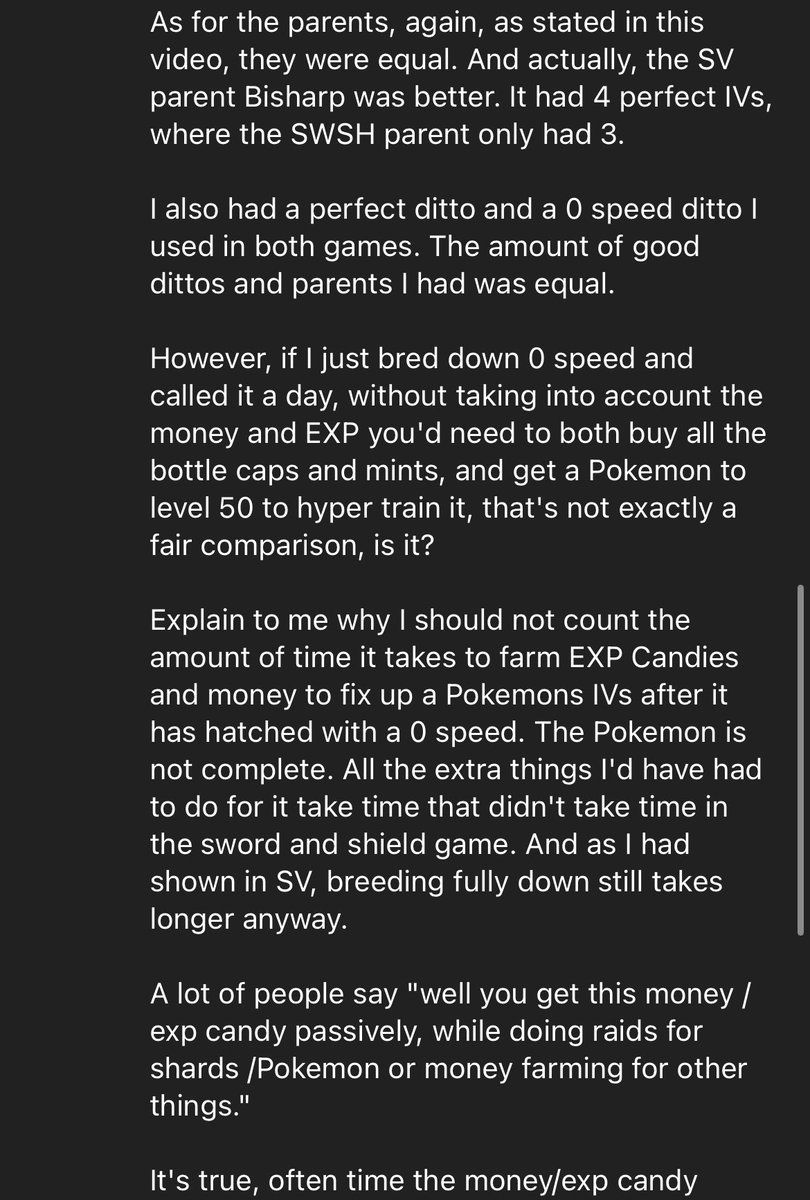 As for the parents, again, as stated in this
video, they were equal. And actually, the SV
parent Bisharp was better. It had 4 perfect IVs,
where the SWSH parent only had 3.
I also had a perfect ditto and a 0 speed ditto I
used in both games. The amount of good
dittos and parents I had was equal.
However, if I just bred down 0 speed and
called it a day, without taking into account the
money and EXP you'd need to both buy all the
bottle caps and mints, and get a Pokemon to
level 50 to hyper train it, that's not exactly a
fair comparison, is it?
Explain to me why I should not count the
amount of time it takes to farm EXP Candies
and money to fix up a Pokemons IVs after it
has hatched with a 0 speed. The Pokemon is
not complete. All the extra things I'd have had
to do for it take time that didn't take time in
the sword and shield game. And as I had
shown in SV, breeding fully down still takes
longer anyway.
A lot of people say "well you get this money /
exp candy passively, while doing raids for
shards /Pokemon or money farming for other
things."
It's true, often time the money/exp candy